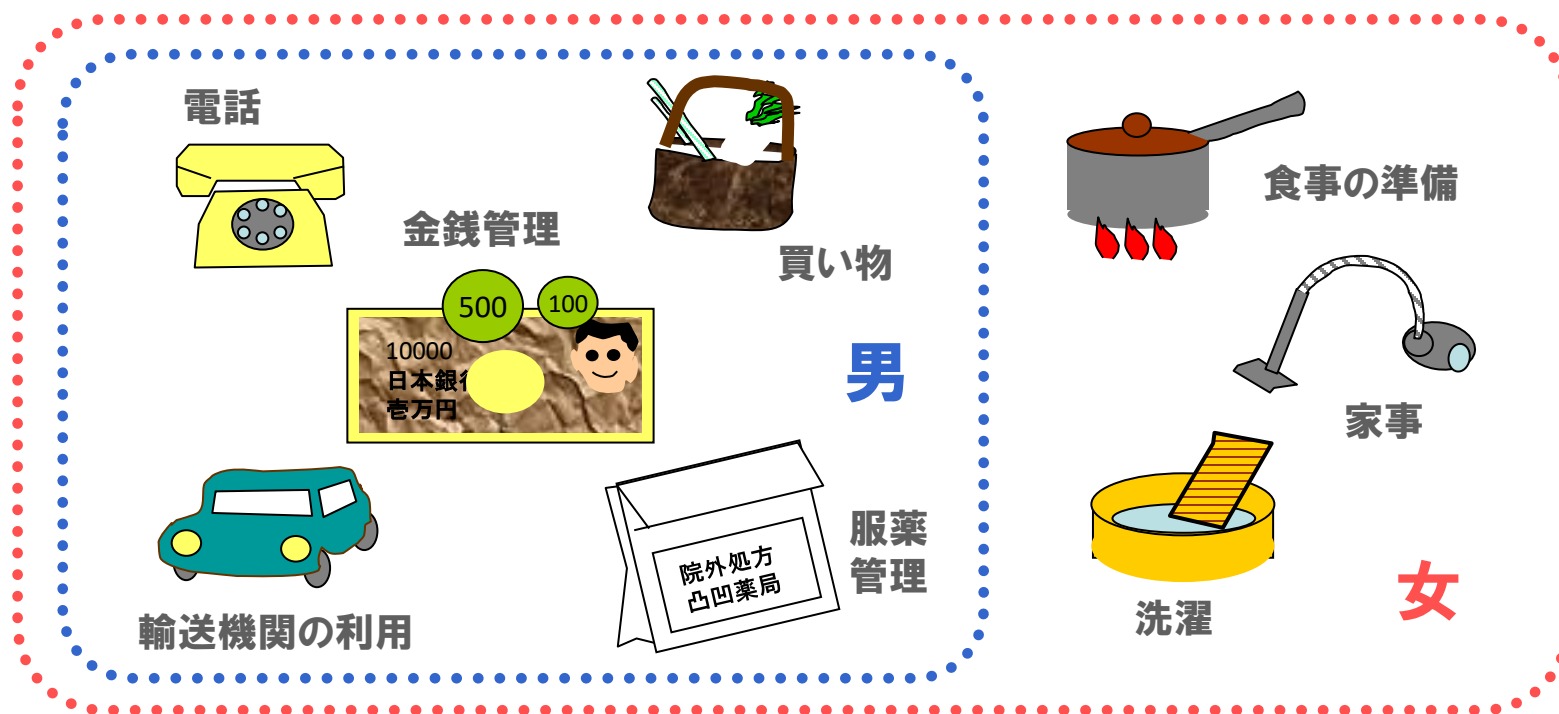 電話
金銭管理
買い物
500
100
10000
日本銀行
壱万円
男
輸送機関の利用
服薬
管理
院外処方
凸凹薬局
食事の準備
家事
洗濯
女